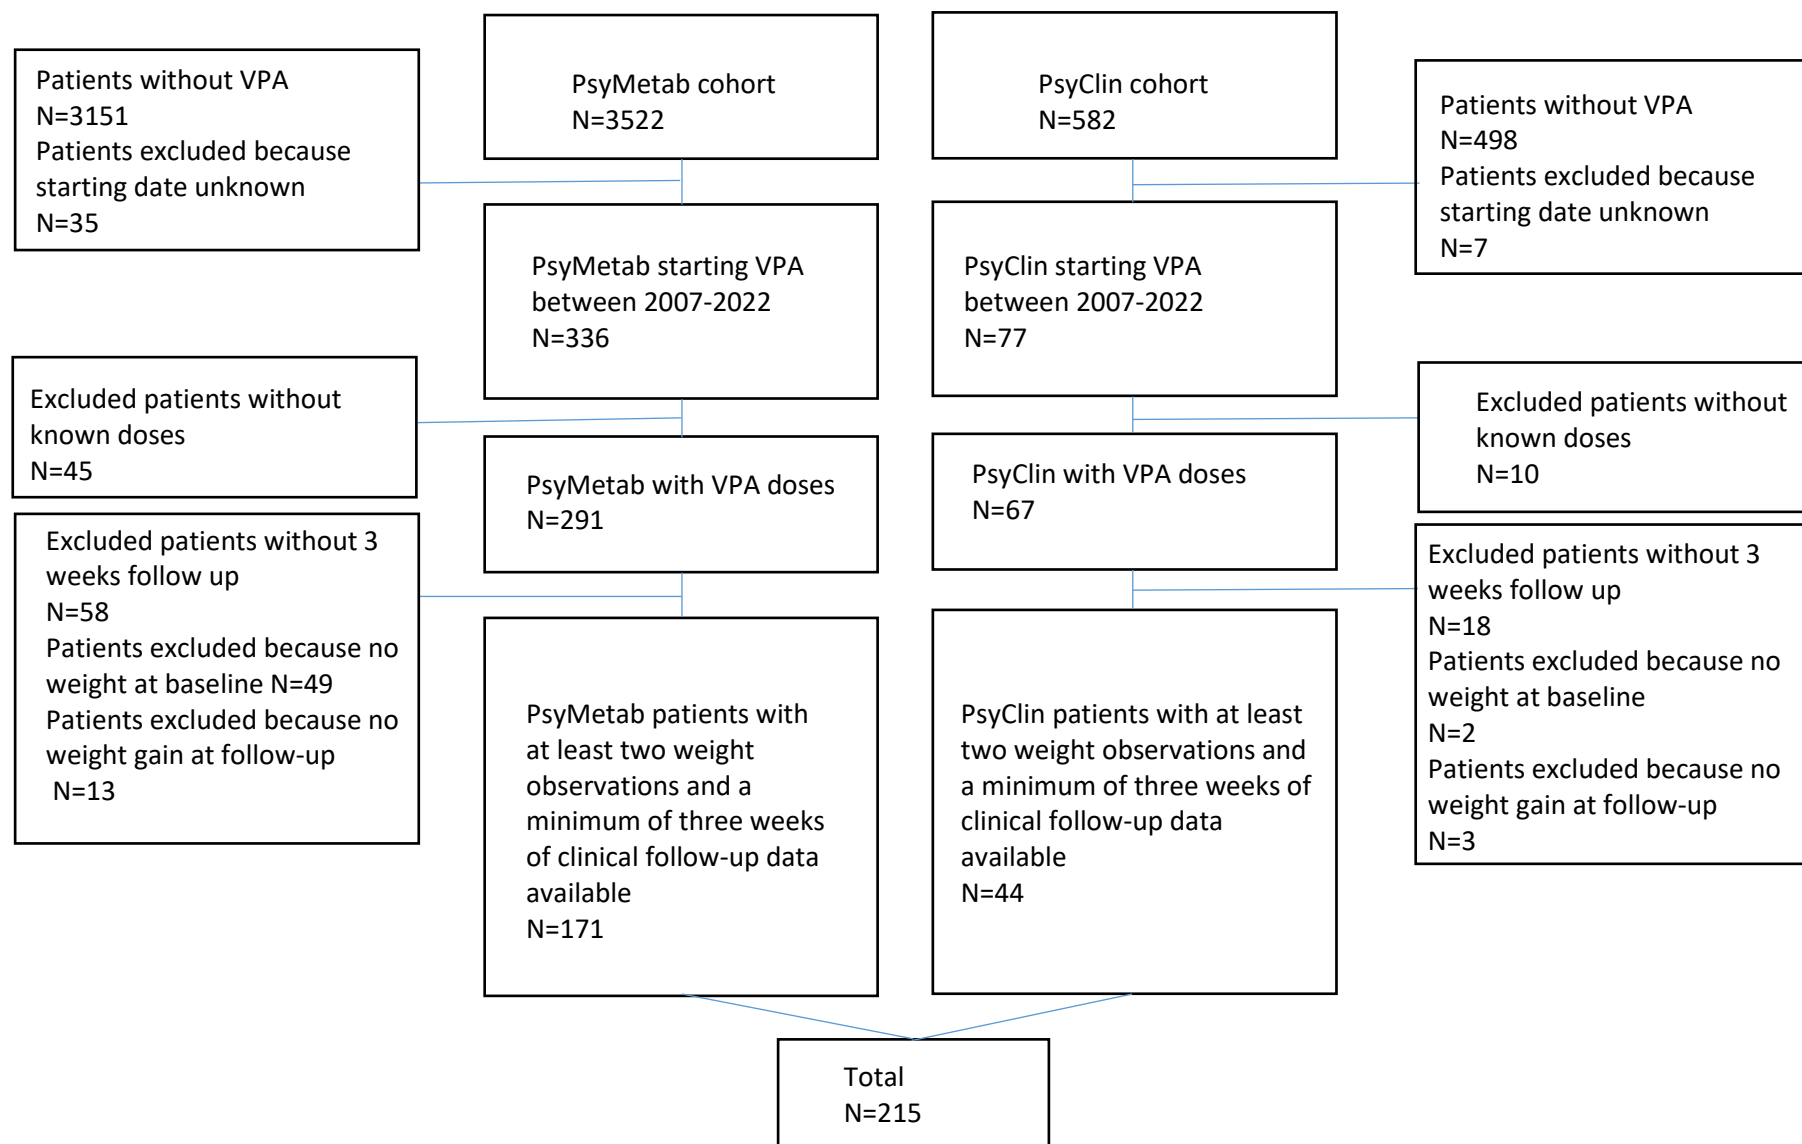 Patients without VPA
N=3151
Patients excluded because
starting date unknown
N=35
PsyMetab cohort
N=3522
PsyClin cohort
N=582
Patients without VPA
N=498
Patients excluded because
starting date unknown
N=7
PsyMetab starting VPA
between 2007-2022
N=336
PsyClin starting VPA
between 2007-2022
N=77
Excluded patients without
known doses
N=45
Excluded patients without
known doses
N=10
PsyMetab with VPA doses
N=291
PsyClin with VPA doses
N=67
Excluded patients without 3
weeks follow up
N=58
Patients excluded because no
weight at baseline N=49
Patients excluded because no
weight gain at follow-up
N=13
Excluded patients without 3
weeks follow up
N=18
Patients excluded because no
weight at baseline
N=2
Patients excluded because no
weight gain at follow-up
N=3
PsyMetab patients with
at least two weight
observations and a
minimum of three weeks
of clinical follow-up data
available
N=171
PsyClin patients with at least
two weight observations and
a minimum of three weeks of
clinical follow-up data
available
N=44
Total
N=215